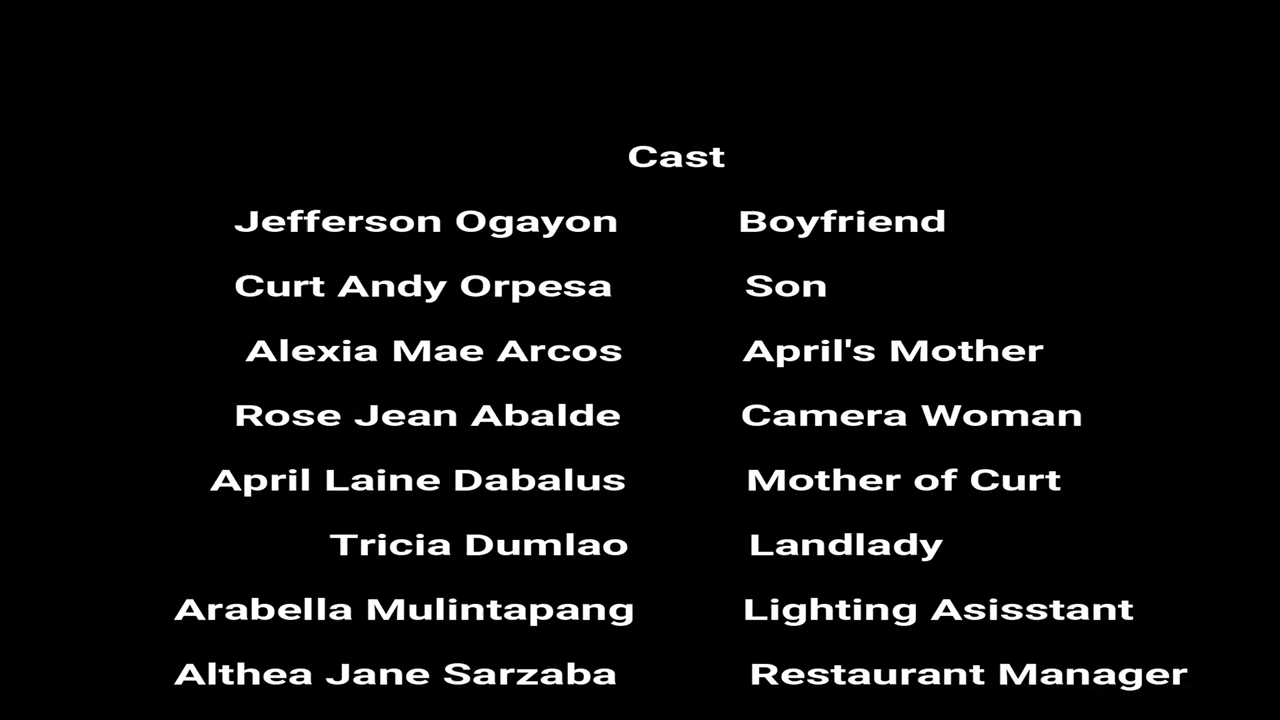 Cast
Jefferson Ogayon Boyfriend
Curt Andy Orpesa Son
Alexia Mae Arcos April's Mother
Rose Jean Abalde Camera Woman
April Laine Dabalus Mother of Curt
Tricia Dumlao Landlady
Arabella Mulintapang Lighting Asisstant
Althea Jane Sarzaba Restaurant Manager